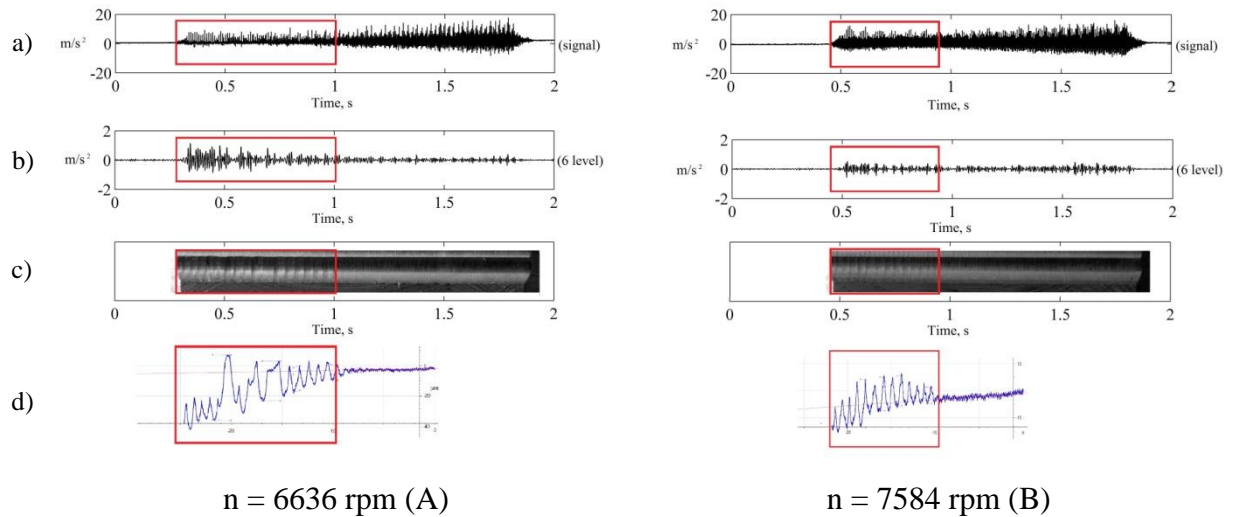 a)
20
0
-20
m/s²
(signal)
0 0.5 1 1.5 2
Time, s
20
0
-20
m/s²
(signal)
0 0.5 1 1.5 2
Time, s
b)
2
0
-2
m/s²
(6 level)
0 0.5 1 1.5 2
Time, s
2
0
-2
m/s²
(6 level)
0 0.5 1 1.5 2
Time, s
c)
0 0.5 1 1.5 2
Time, s
0 0.5 1 1.5 2
Time, s
d)
n = 6636 rpm (A)
n = 7584 rpm (B)